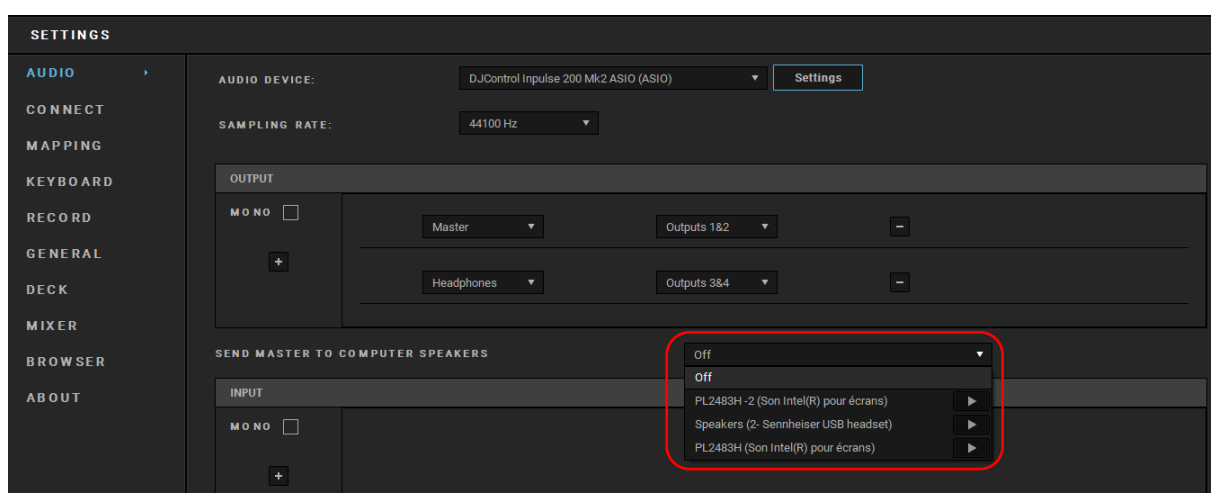 SETTINGS
AUDIO
CONNECT
MAPPING
KEYBOARD
RECORD
GENERAL
DECK
MIXER
BROWSER
ABOUT
AUDIO DEVICE: DJControl Inpulse 200 Mk2 ASIO (ASIO) Settings
SAMPLING RATE: 44100 Hz
OUTPUT
MONO
Master Outputs 1&2 −
+
Headphones Outputs 3&4 −
SEND MASTER TO COMPUTER SPEAKERS Off
Off
PL2483H -2 (Son Intel(R) pour écrans)
Speakers (2- Sennheiser USB headset)
PL2483H (Son Intel(R) pour écrans)
INPUT
MONO
+